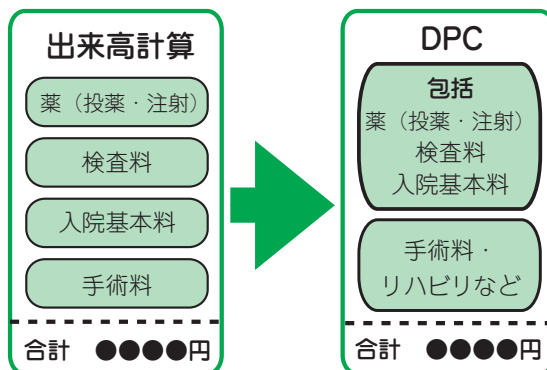 出来高計算
薬（投薬・注射）
検査料
入院基本料
手術料
合計 ●●●●円
DPC
包括
薬（投薬・注射）
検査料
入院基本料
手術料・
リハビリなど
合計 ●●●●円